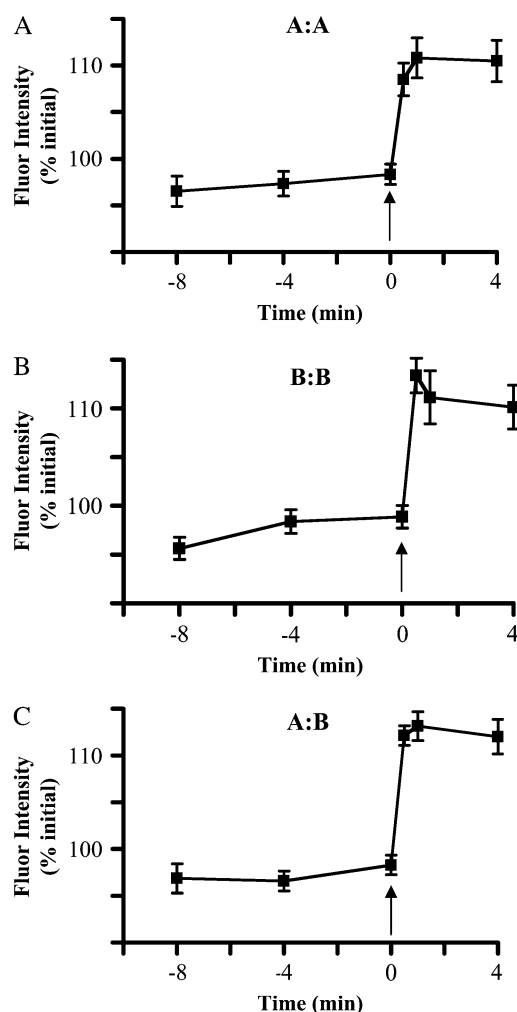 A
A:A
Fluor Intensity
(% initial)
110
100
-8 -4 0 4
Time (min)
B
B:B
Fluor Intensity
(% initial)
110
100
-8 -4 0 4
Time (min)
C
A:B
Fluor Intensity
(% initial)
110
100
-8 -4 0 4
Time (min)